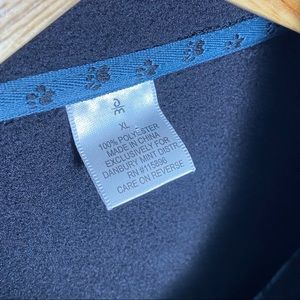 XL
100% POLYESTER
MADE IN CHINA
EXCLUSIVELY FOR
DANBURY MINT DISTR.
RN #115896
CARE ON REVERSE